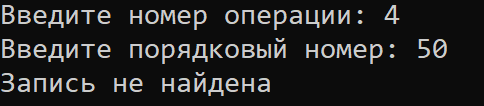 Введите номер операции: 4
Введите порядковый номер: 50
Запись не найдена